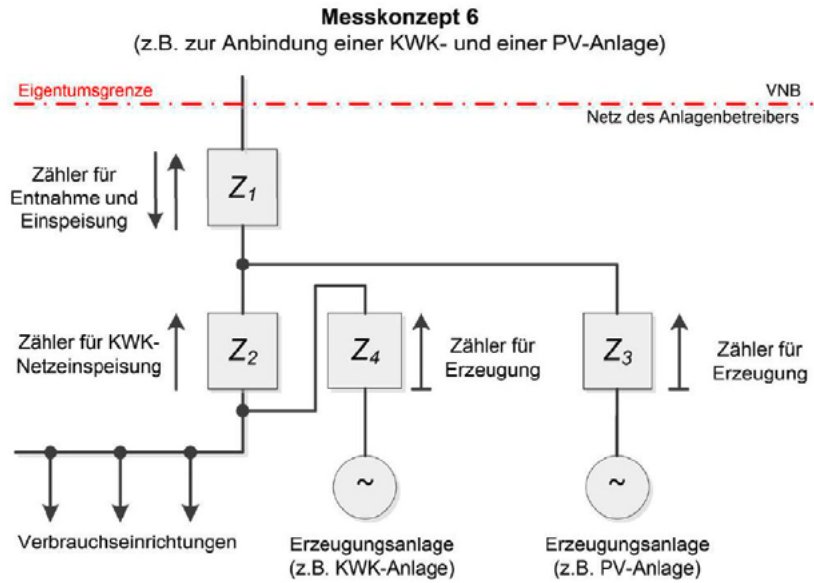 Messkonzept 6
(z.B. zur Anbindung einer KWK- und einer PV-Anlage)
Eigentumsgrenze
VNB
Netz des Anlagenbetreibers
Zähler für
Entnahme und
Einspeisung
Z1
Zähler für KWK-
Netzeinspeisung
Z2
Z4
Zähler für
Erzeugung
Z3
Zähler für
Erzeugung
~
~
Verbrauchseinrichtungen
Erzeugungsanlage
(z.B. KWK-Anlage)
Erzeugungsanlage
(z.B. PV-Anlage)